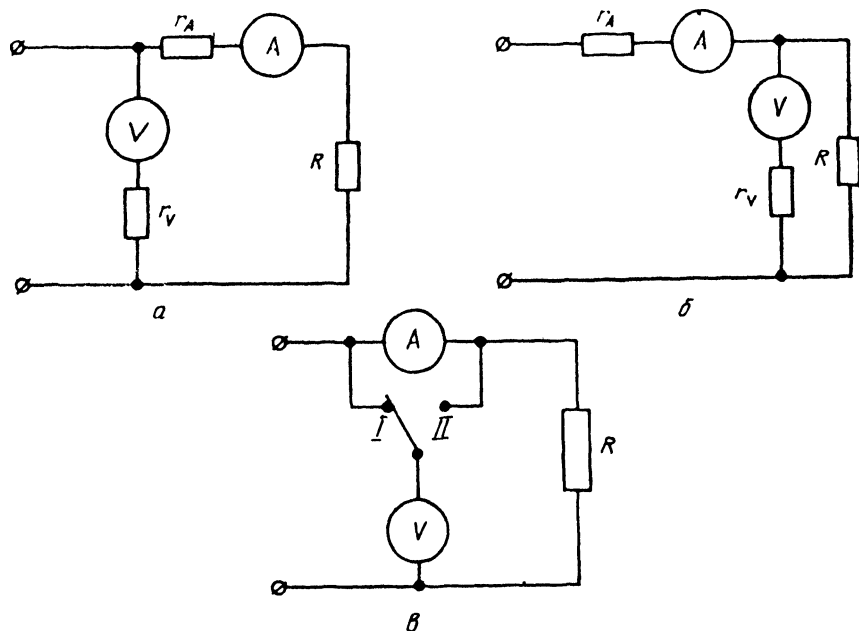 r_A A
V R
r_V
а
r_A A
V R
r_V
б
A
I II R
V
в